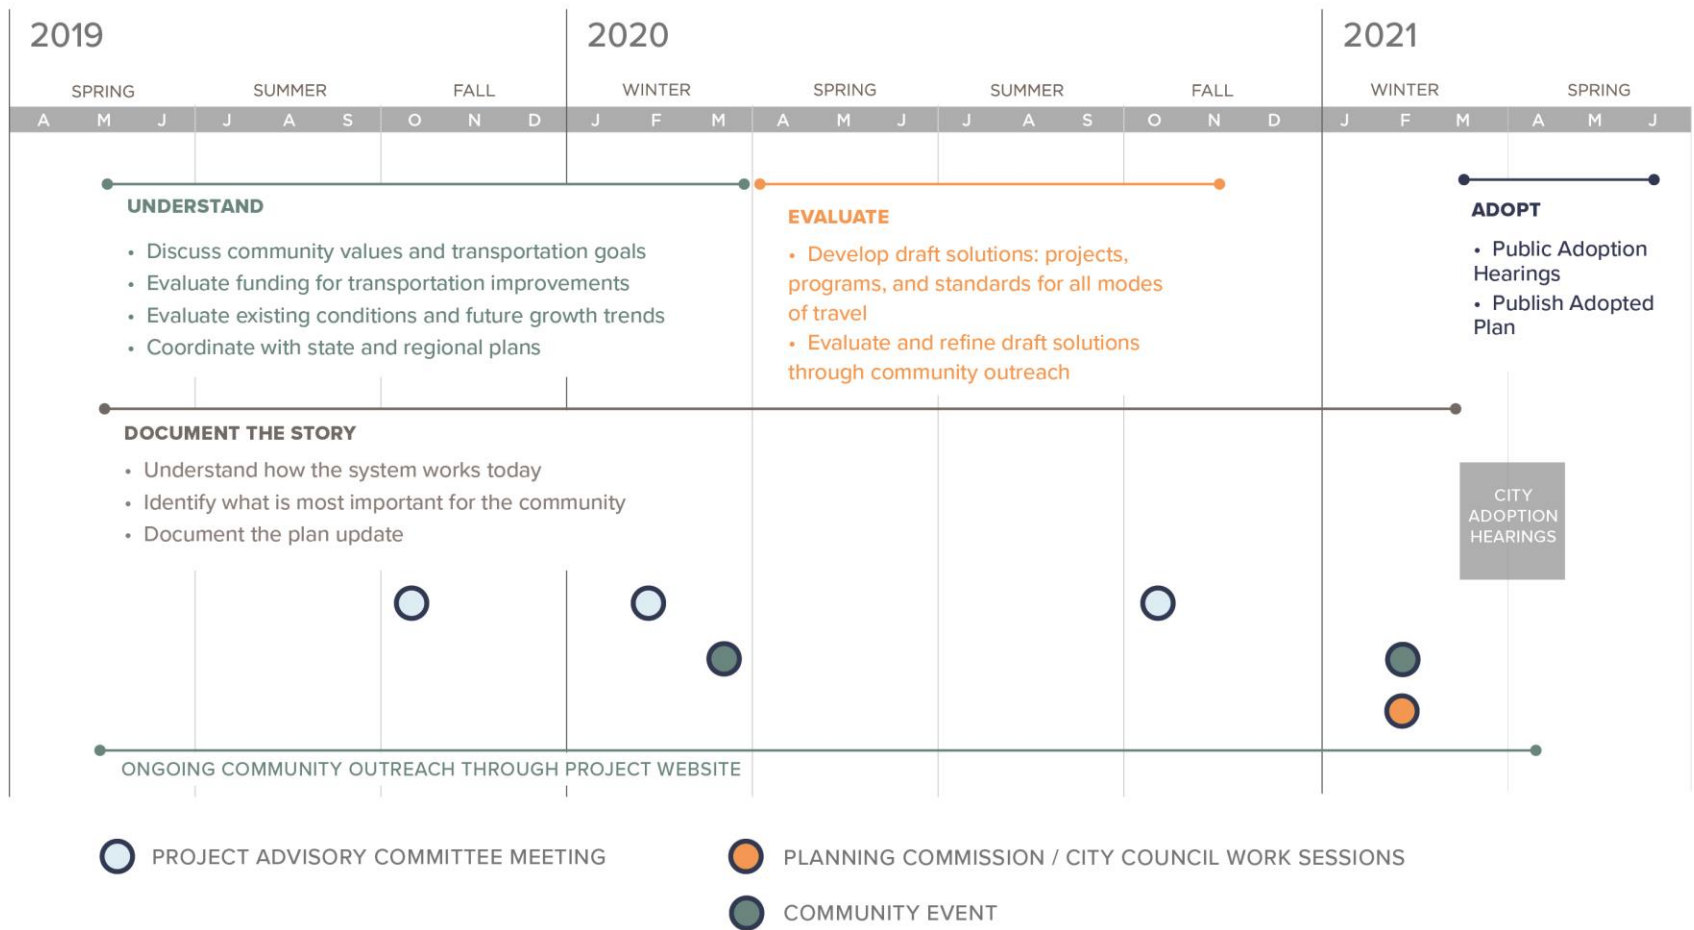 2019
2020
2021
SPRING SUMMER FALL WINTER SPRING SUMMER FALL WINTER SPRING
A M J J A S O N D J F M A M J J A S O N D J F M A M J
UNDERSTAND
• Discuss community values and transportation goals
• Evaluate funding for transportation improvements
• Evaluate existing conditions and future growth trends
• Coordinate with state and regional plans
EVALUATE
• Develop draft solutions: projects,
programs, and standards for all modes
of travel
• Evaluate and refine draft solutions
through community outreach
ADOPT
• Public Adoption
Hearings
• Publish Adopted
Plan
DOCUMENT THE STORY
• Understand how the system works today
• Identify what is most important for the community
• Document the plan update
CITY
ADOPTION
HEARINGS
ONGOING COMMUNITY OUTREACH THROUGH PROJECT WEBSITE
PROJECT ADVISORY COMMITTEE MEETING
PLANNING COMMISSION / CITY COUNCIL WORK SESSIONS
COMMUNITY EVENT